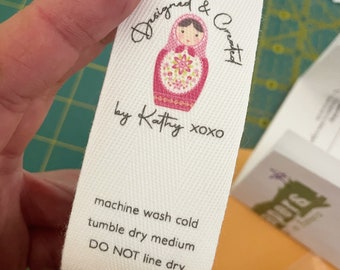 Designed & Created
by Kathy xoxo
machine wash cold
tumble dry medium
DO NOT line dry